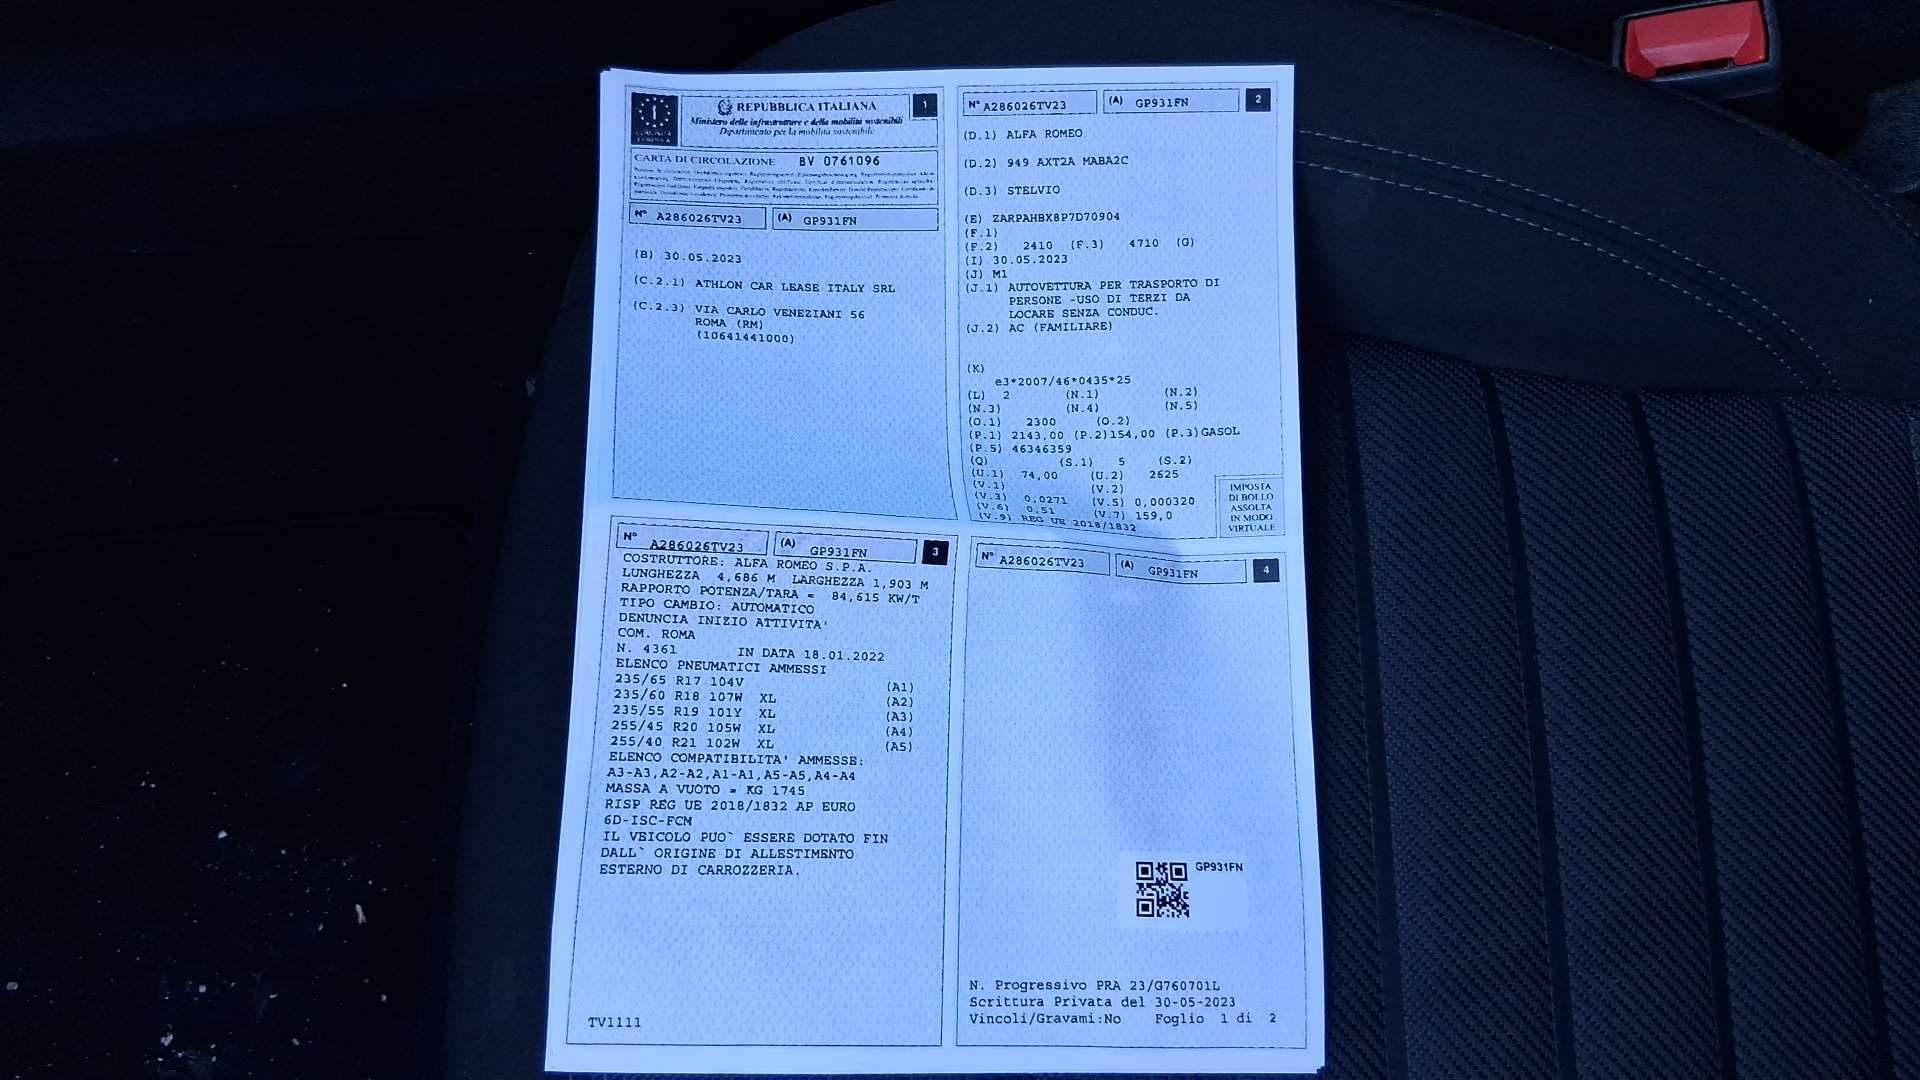 REPUBBLICA ITALIANA
1
Ministero delle infrastrutture e della mobilità sostenibili
Dipartimento per la mobilità sostenibile
CARTA DI CIRCOLAZIONE BV 0761096
N° A286026TV23 (A) GP931FN
(B) 30.05.2023
(C.2.1) ATHLON CAR LEASE ITALY SRL
(C.2.3) VIA CARLO VENEZIANI 56
ROMA (RM)
(10641441000)
N° A286026TV23 (A) GP931FN 2
(D.1) ALFA ROMEO
(D.2) 949 AXT2A MABA2C
(D.3) STELVIO
(E) ZARPAHBX8P7D70904
(F.1)
(F.2) 2410 (F.3) 4710 (G)
(I) 30.05.2023
(J) M1
(J.1) AUTOVETTURA PER TRASPORTO DI
PERSONE -USO DI TERZI DA
LOCARE SENZA CONDUC.
(J.2) AC (FAMILIARE)
(K)
e3*2007/46*0435*25
(L) 2 (N.1) (N.2)
(N.3) (N.4) (N.5)
(O.1) 2300 (O.2)
(P.1) 2143,00 (P.2)154,00 (P.3)GASOL
(P.5) 46346359
(Q) (S.1) 5 (S.2)
(U.1) 74,00 (U.2) 2625
(V.1) (V.2)
(V.3) 0,0271 (V.5) 0,000320
(V.6) 0,51 (V.7) 159,0
(V.9) REG UE 2018/1832
IMPOSTA
DI BOLLO
ASSOLTA
IN MODO
VIRTUALE
N° A286026TV23 (A) GP931FN 3
COSTRUTTORE: ALFA ROMEO S.P.A.
LUNGHEZZA 4,686 M LARGHEZZA 1,903 M
RAPPORTO POTENZA/TARA = 84,615 KW/T
TIPO CAMBIO: AUTOMATICO
DENUNCIA INIZIO ATTIVITA'
COM. ROMA
N. 4361 IN DATA 18.01.2022
ELENCO PNEUMATICI AMMESSI
235/65 R17 104V (A1)
235/60 R18 107W XL (A2)
235/55 R19 101Y XL (A3)
255/45 R20 105W XL (A4)
255/40 R21 102W XL (A5)
ELENCO COMPATIBILITA' AMMESSE:
A3-A3,A2-A2,A1-A1,A5-A5,A4-A4
MASSA A VUOTO = KG 1745
RISP REG UE 2018/1832 AP EURO
6D-ISC-FCM
IL VEICOLO PUO` ESSERE DOTATO FIN
DALL` ORIGINE DI ALLESTIMENTO
ESTERNO DI CARROZZERIA.
TV1111
N° A286026TV23 (A) GP931FN 4
GP931FN
N. Progressivo PRA 23/G760701L
Scrittura Privata del 30-05-2023
Vincoli/Gravami:No Foglio 1 di 2